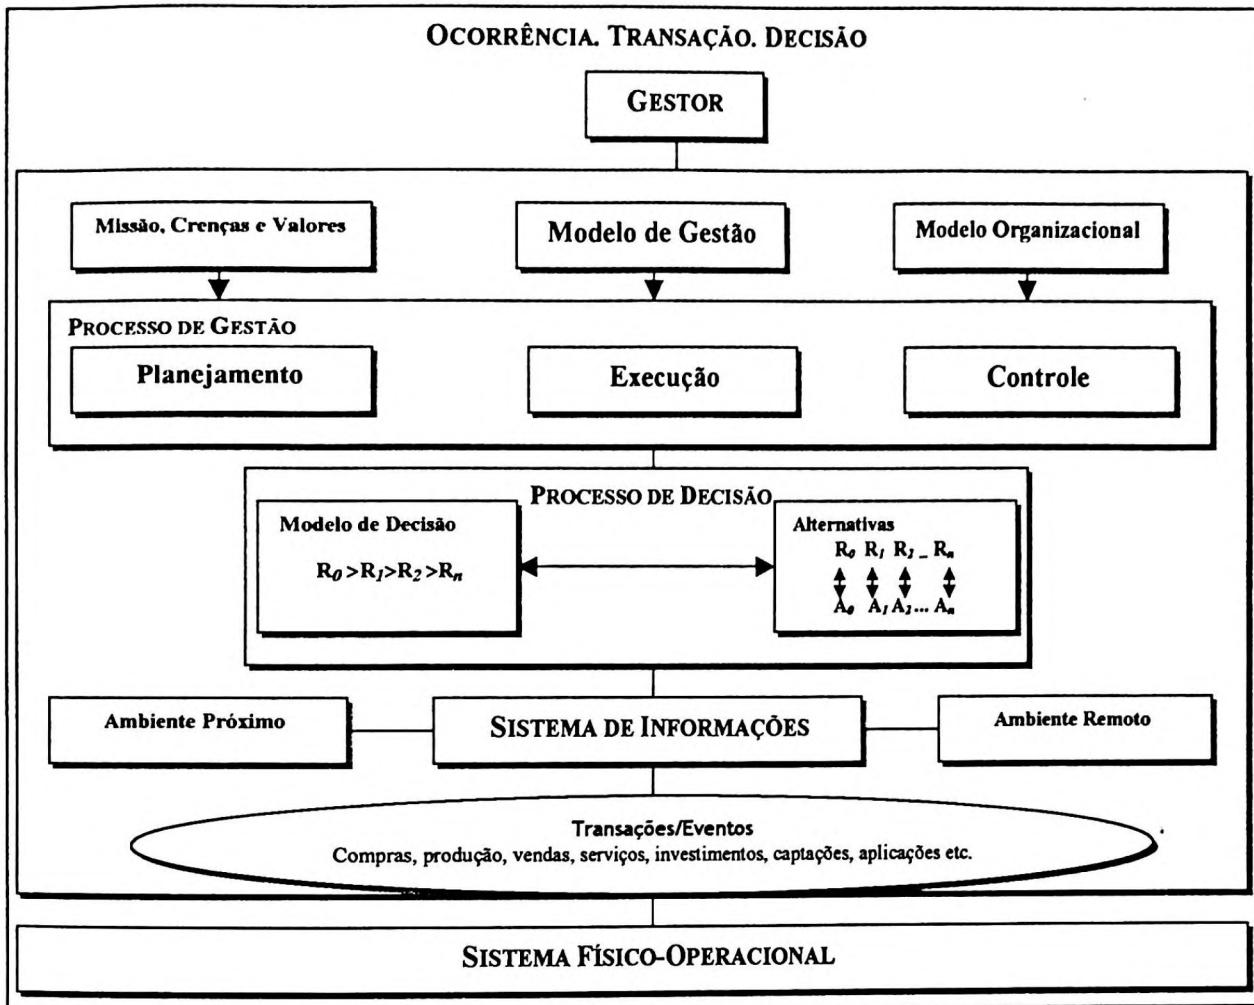 OCORRÊNCIA. TRANSAÇÃO. DECISÃO
GESTOR
Missão, Crenças e Valores
Modelo de Gestão
Modelo Organizacional
PROCESSO DE GESTÃO
Planejamento
Execução
Controle
PROCESSO DE DECISÃO
Modelo de Decisão
R0 >R1>R2 >Rn
Alternativas
R0 R1 R2 _ Rn
A0 A1 A2 ... An
Ambiente Próximo
SISTEMA DE INFORMAÇÕES
Ambiente Remoto
Transações/Eventos
Compras, produção, vendas, serviços, investimentos, captações, aplicações etc.
SISTEMA FÍSICO-OPERACIONAL